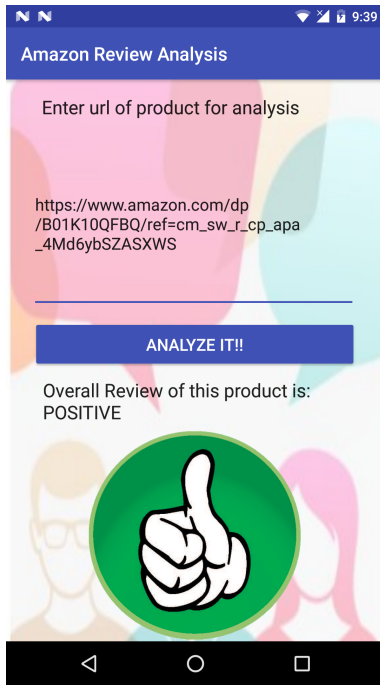 9:39
Amazon Review Analysis
Enter url of product for analysis
https://www.amazon.com/dp
/B01K10QFBQ/ref=cm_sw_r_cp_apa
_4Md6ybSZASXWS
ANALYZE IT!!
Overall Review of this product is:
POSITIVE